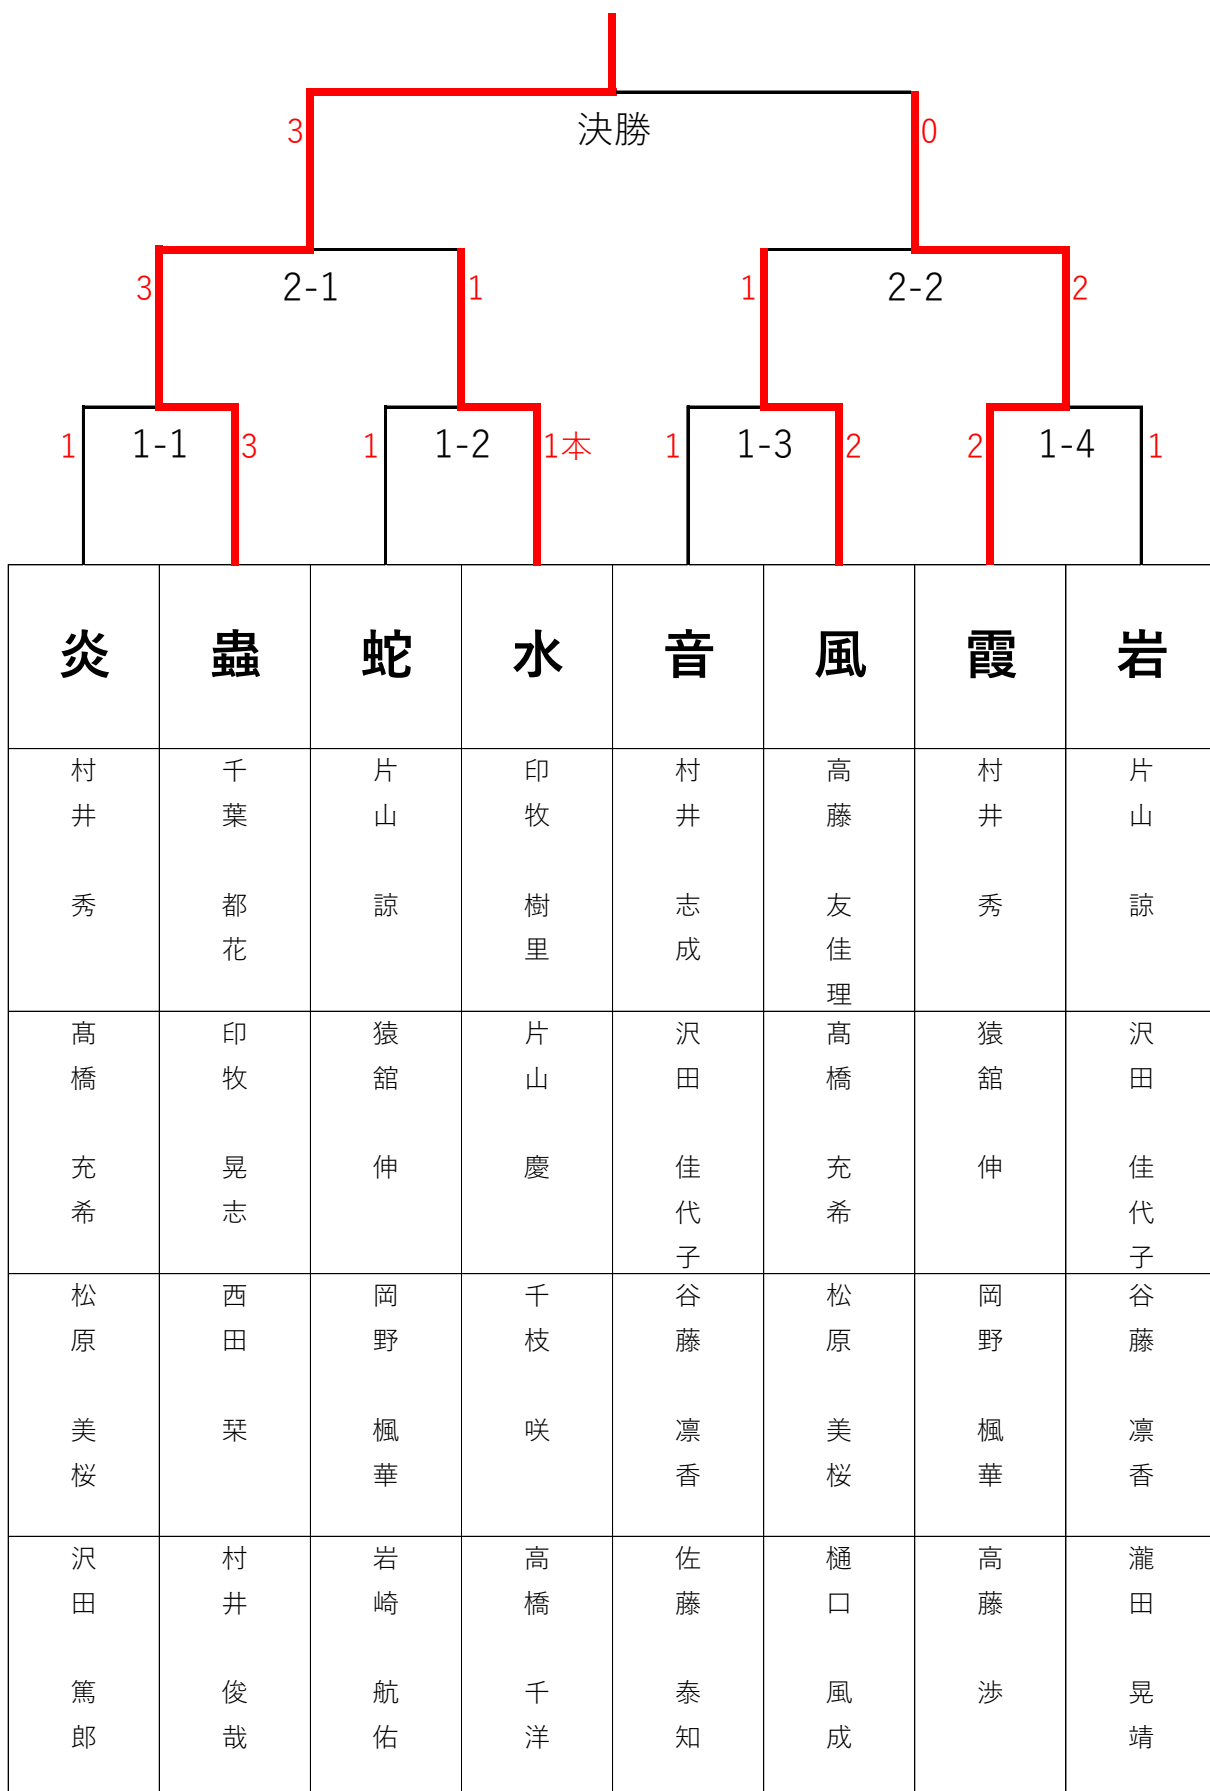 決勝
3
0
2-1
3
1
2-2
1
2
1-1
1
3
1-2
1
1本
1-3
1
2
1-4
2
1
炎 蟲 蛇 水 音 風 霞 岩
村井 秀
千葉 都花
片山 諒
印牧 樹里
村井 志成
高藤 友佳理
村井 秀
片山 諒
髙橋 充希
印牧 晃志
猿舘 伸
片山 慶
沢田 佳代子
髙橋 充希
猿舘 伸
沢田 佳代子
松原 美桜
西田 栞
岡野 楓華
千枝 咲
谷藤 凛香
松原 美桜
岡野 楓華
谷藤 凛香
沢田 篤郎
村井 俊哉
岩崎 航佑
高橋 千洋
佐藤 泰知
樋口 風成
高藤 渉
瀧田 晃靖